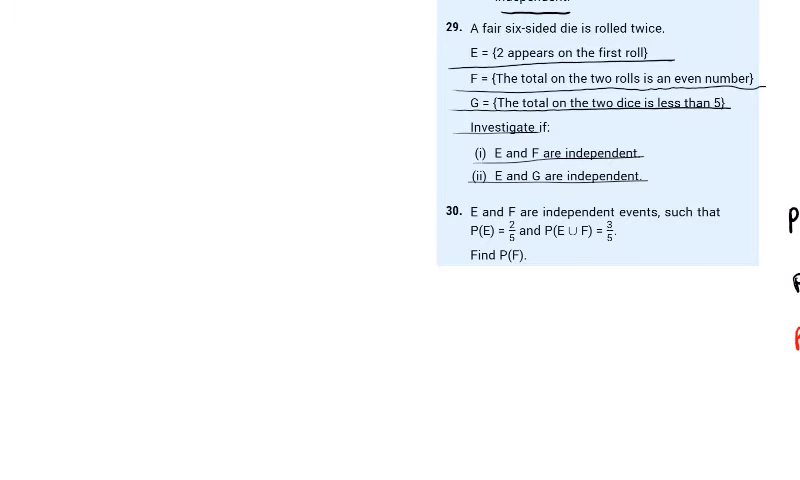 independent.
29. A fair six-sided die is rolled twice.
E = {2 appears on the first roll}
F = {The total on the two rolls is an even number}
G = {The total on the two dice is less than 5}
Investigate if:
(i) E and F are independent.
(ii) E and G are independent.
30. E and F are independent events, such that
P(E) = 2/5 and P(E ∪ F) = 3/5.
Find P(F).
P